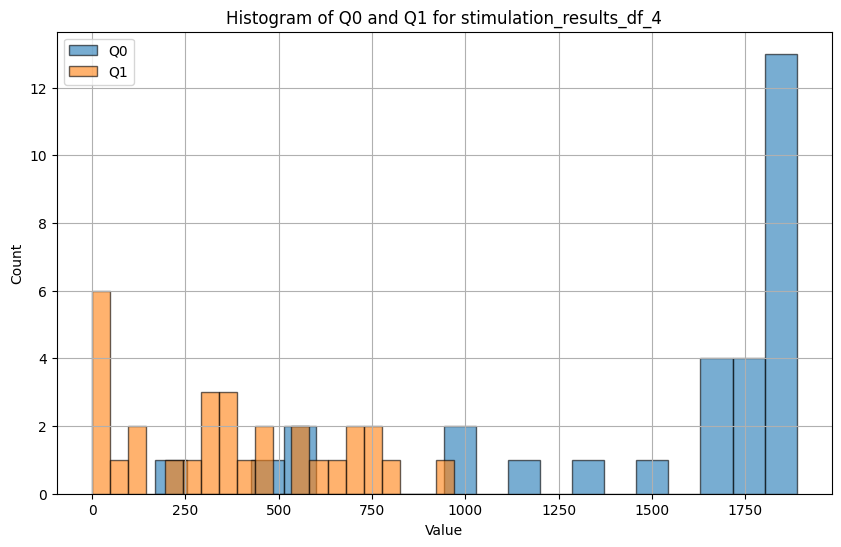 Histogram of Q0 and Q1 for stimulation_results_df_4
Q0
Q1
12
10
8
6
4
2
0
Count
0 250 500 750 1000 1250 1500 1750
Value